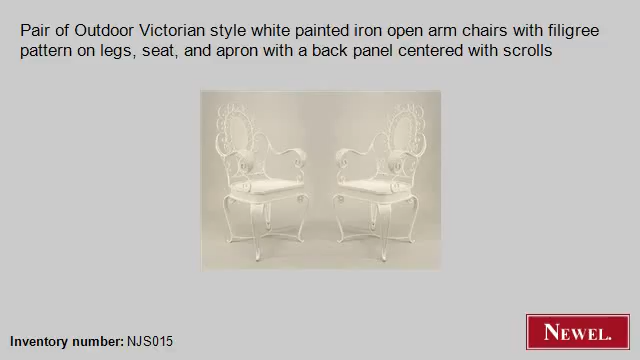 Pair of Outdoor Victorian style white painted iron open arm chairs with filigree
pattern on legs, seat, and apron with a back panel centered with scrolls
Inventory number: NJS015
NEWEL.